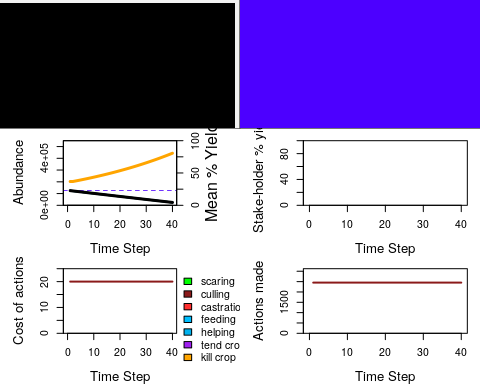 Abundance
0e+00
4e+05
0
50
100
Mean % Yield
0 10 20 30 40
Time Step
Stake-holder % yie
0
40
80
0 10 20 30 40
Time Step
Cost of actions
0
10
20
0 10 20 30 40
Time Step
scaring
culling
castratio
feeding
helping
tend cro
kill crop
Actions made
0
1500
0 10 20 30 40
Time Step